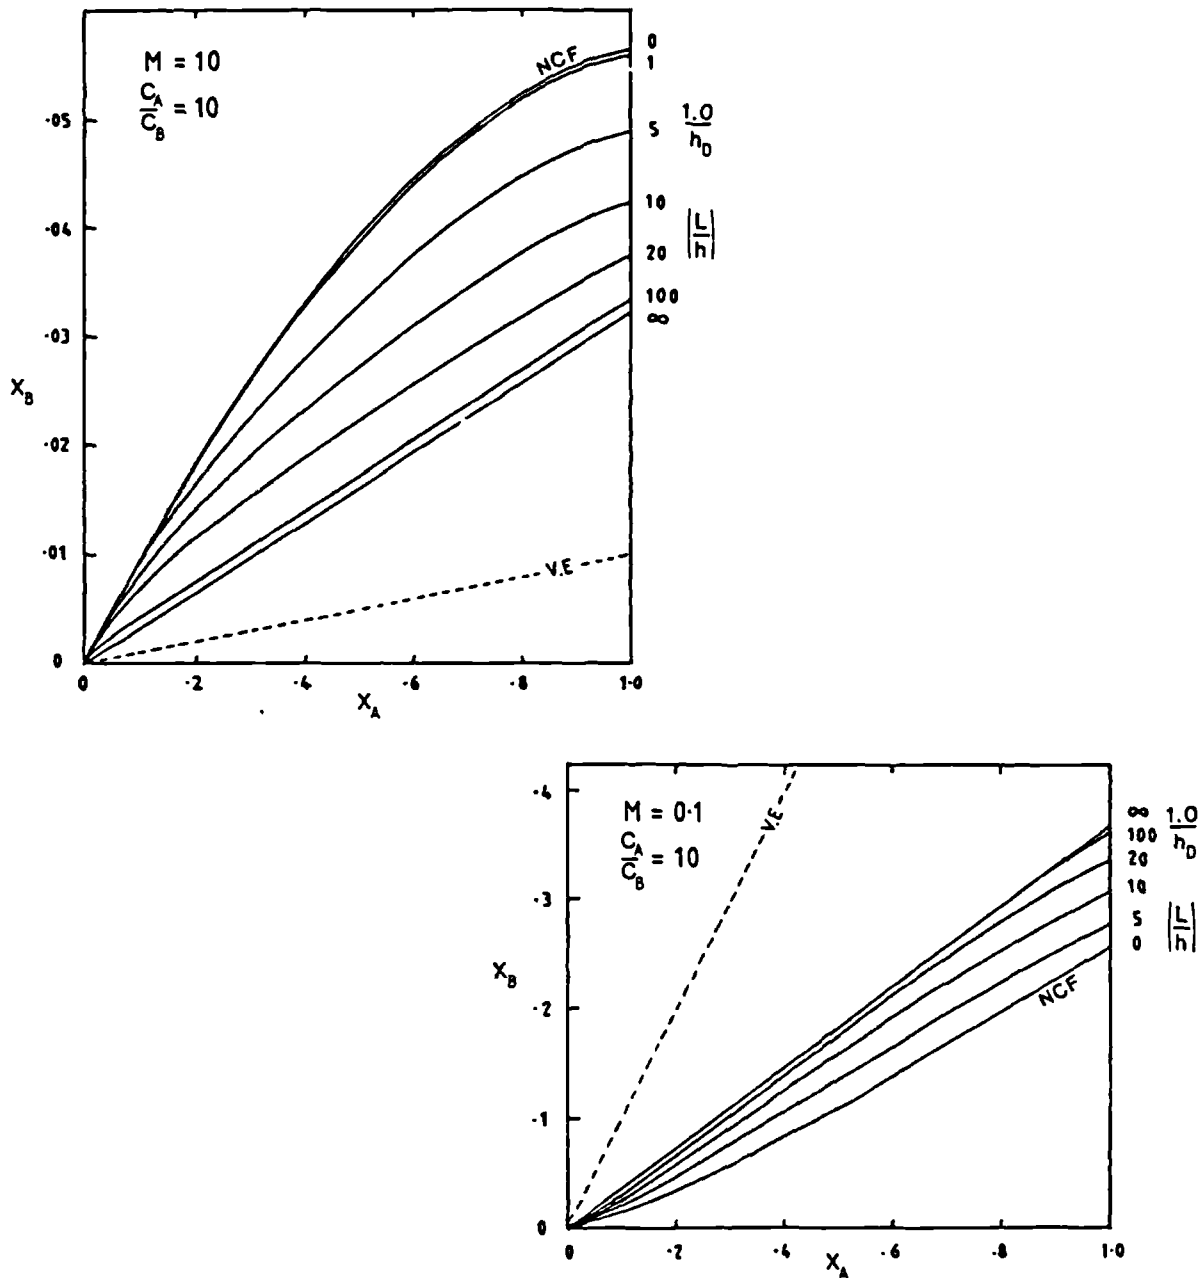 M = 10
C_A/C_B = 10
NCF
0
1
5
1.0/h_D
10
|L/h|
20
100
∞
·05
·04
·03
·02
·01
0
X_B
V.E
0
·2
·4
·6
·8
1·0
X_A
M = 0·1
C_A/C_B = 10
V.E
∞
1.0/h_D
100
20
10
5
|L/h|
0
NCF
·4
·3
·2
·1
0
X_B
0
·2
·4
·6
·8
1·0
X_A